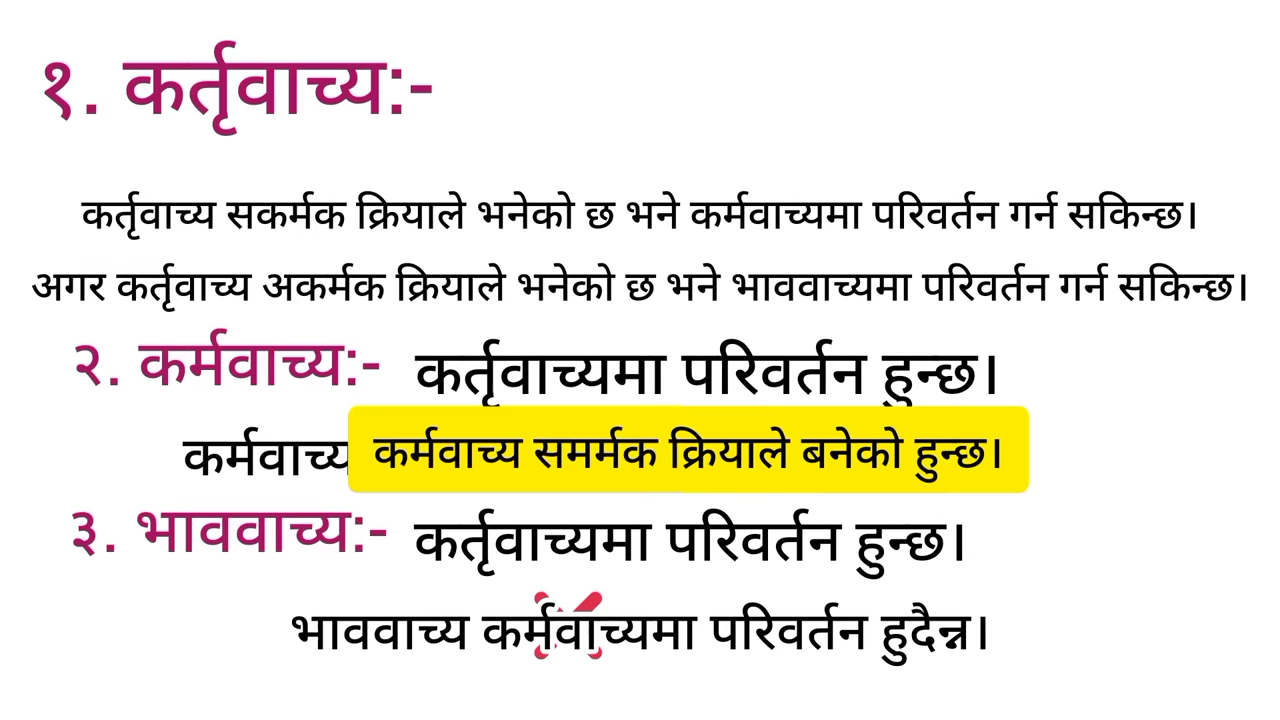 १. कर्तृवाच्य:-
कर्तृवाच्य सकर्मक क्रियाले भनेको छ भने कर्मवाच्यमा परिवर्तन गर्न सकिन्छ।
अगर कर्तृवाच्य अकर्मक क्रियाले भनेको छ भने भाववाच्यमा परिवर्तन गर्न सकिन्छ।
२. कर्मवाच्य:- कर्तृवाच्यमा परिवर्तन हुन्छ।
कर्मवाच्य
कर्मवाच्य समर्मक क्रियाले बनेको हुन्छ।
३. भाववाच्य:- कर्तृवाच्यमा परिवर्तन हुन्छ।
भाववाच्य कर्मवाच्यमा परिवर्तन हुदैन्न।